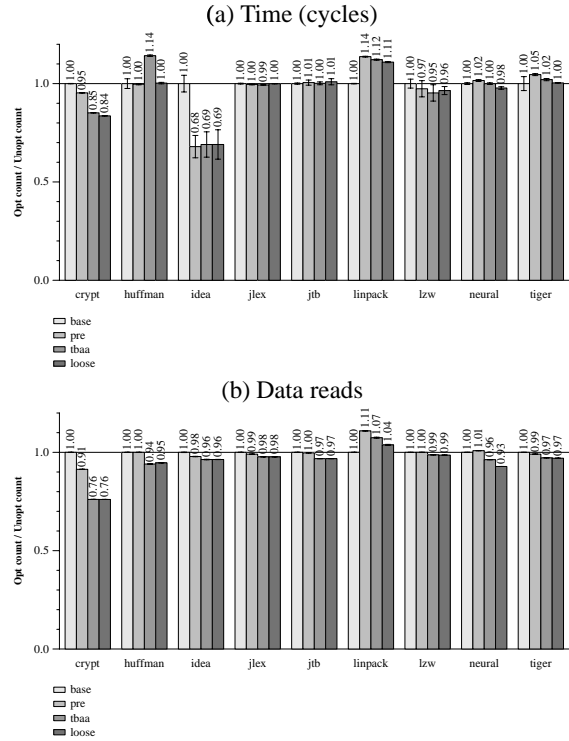 (a) Time (cycles)
Opt count / Unopt count
1.0
0.5
0.0
1.00 0.95 0.85 0.84
1.00 1.00 1.14 1.00
1.00 0.68 0.69 0.69
1.00 1.00 0.99 1.00
1.00 1.01 1.00 1.01
1.00 1.14 1.12 1.11
1.00 0.97 0.95 0.96
1.00 1.02 1.00 0.98
1.00 1.05 1.02 1.00
crypt huffman idea jlex jtb linpack lzw neural tiger
base
pre
tbaa
loose
(b) Data reads
Opt count / Unopt count
1.0
0.5
0.0
1.00 0.91 0.76 0.76
1.00 1.00 0.94 0.95
1.00 0.98 0.96 0.96
1.00 0.99 0.98 0.98
1.00 1.00 0.97 0.97
1.00 1.11 1.07 1.04
1.00 1.00 0.99 0.99
1.00 1.01 0.96 0.93
1.00 0.99 0.97 0.97
crypt huffman idea jlex jtb linpack lzw neural tiger
base
pre
tbaa
loose